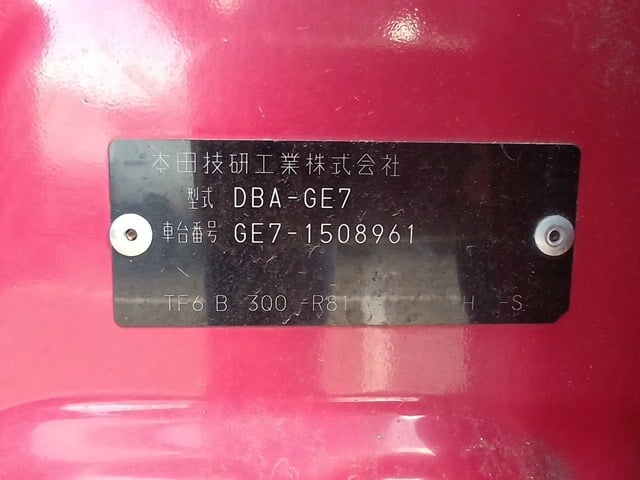 本田技研工業株式会社
型式 DBA-GE7
車台番号 GE7-1508961
TF6 B 3Q0 -R81 H -S